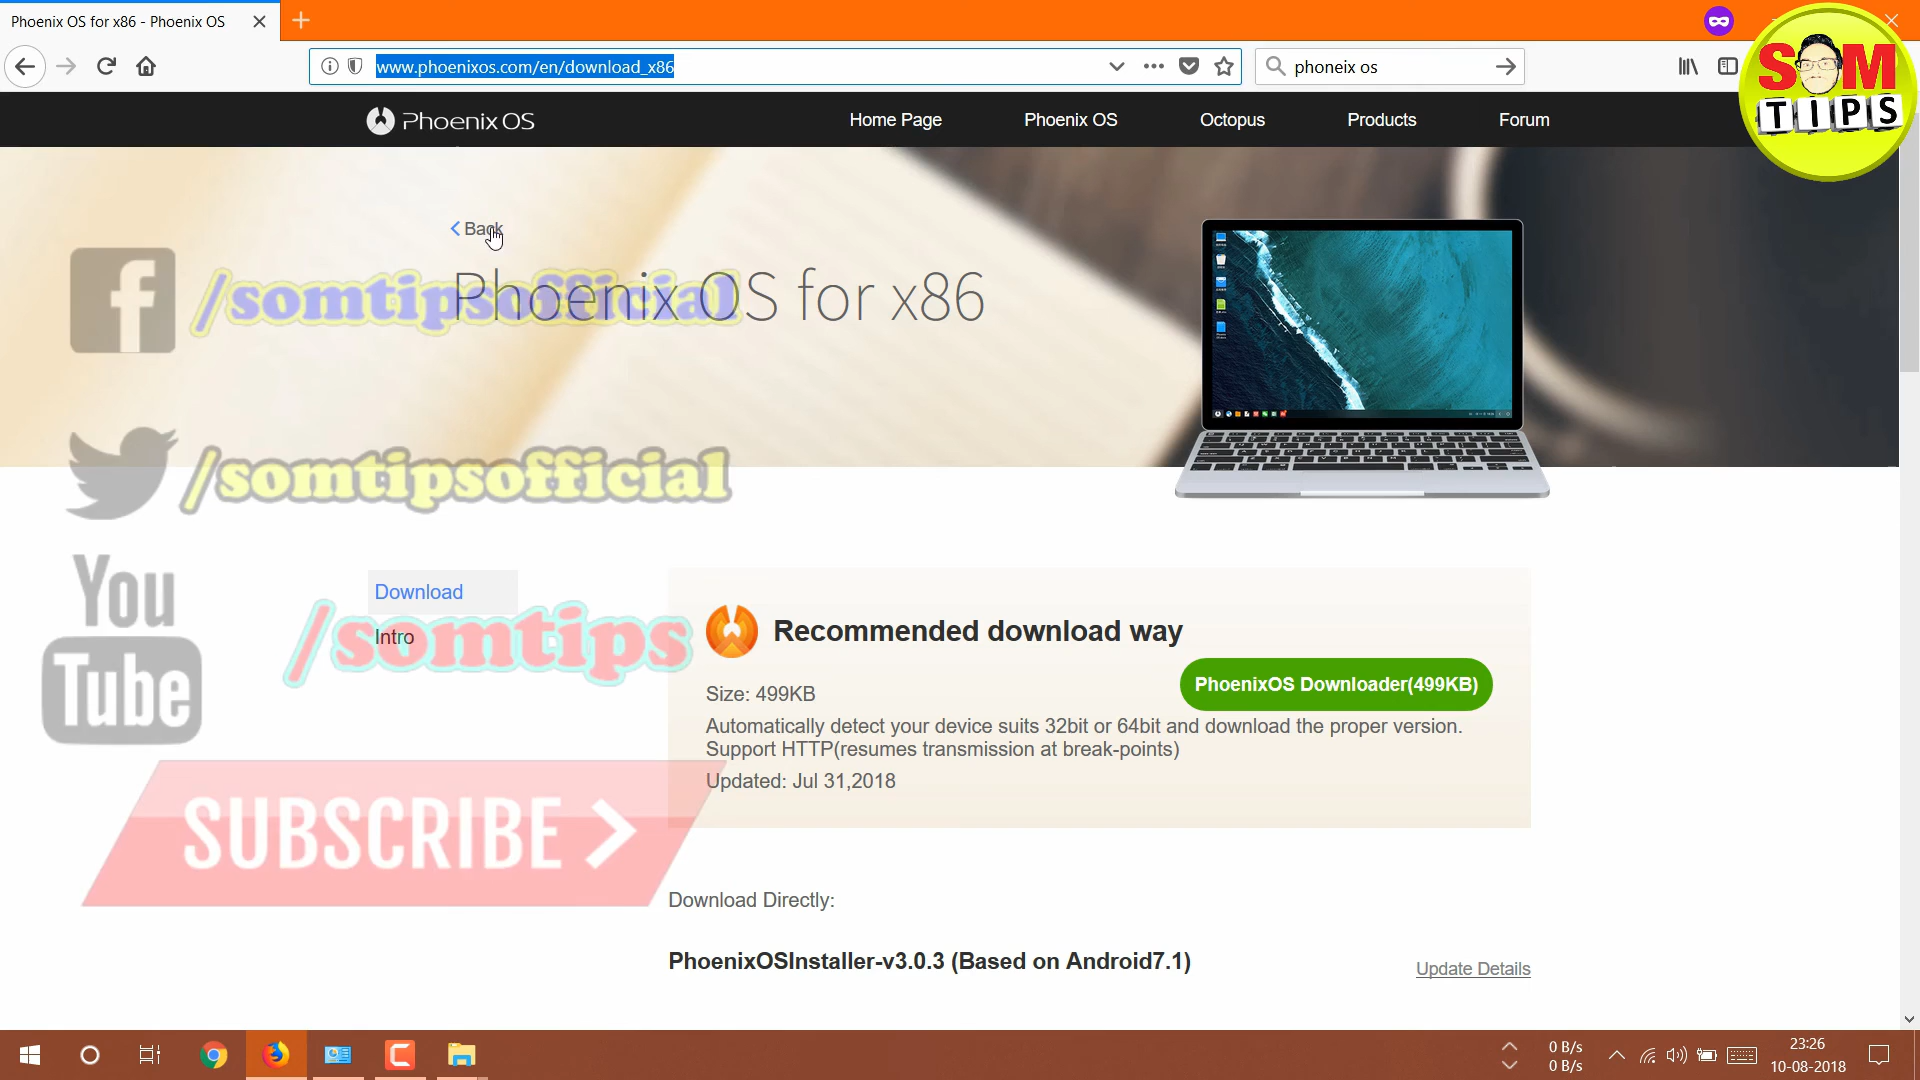 Phoenix OS for x86 - Phoenix OS
www.phoenixos.com/en/download_x86
phoneix os
SOM
TIPS
Phoenix OS
Home Page
Phoenix OS
Octopus
Products
Forum
Back
Phoenix OS for x86
f
/somtipsofficial
/somtipsofficial
You
Tube
/somtips
Download
Intro
Recommended download way
Size: 499KB
PhoenixOS Downloader(499KB)
Automatically detect your device suits 32bit or 64bit and download the proper version.
Support HTTP(resumes transmission at break-points)
Updated: Jul 31,2018
SUBSCRIBE
Download Directly:
PhoenixOSInstaller-v3.0.3 (Based on Android7.1)
Update Details
0 B/s
0 B/s
23:26
10-08-2018